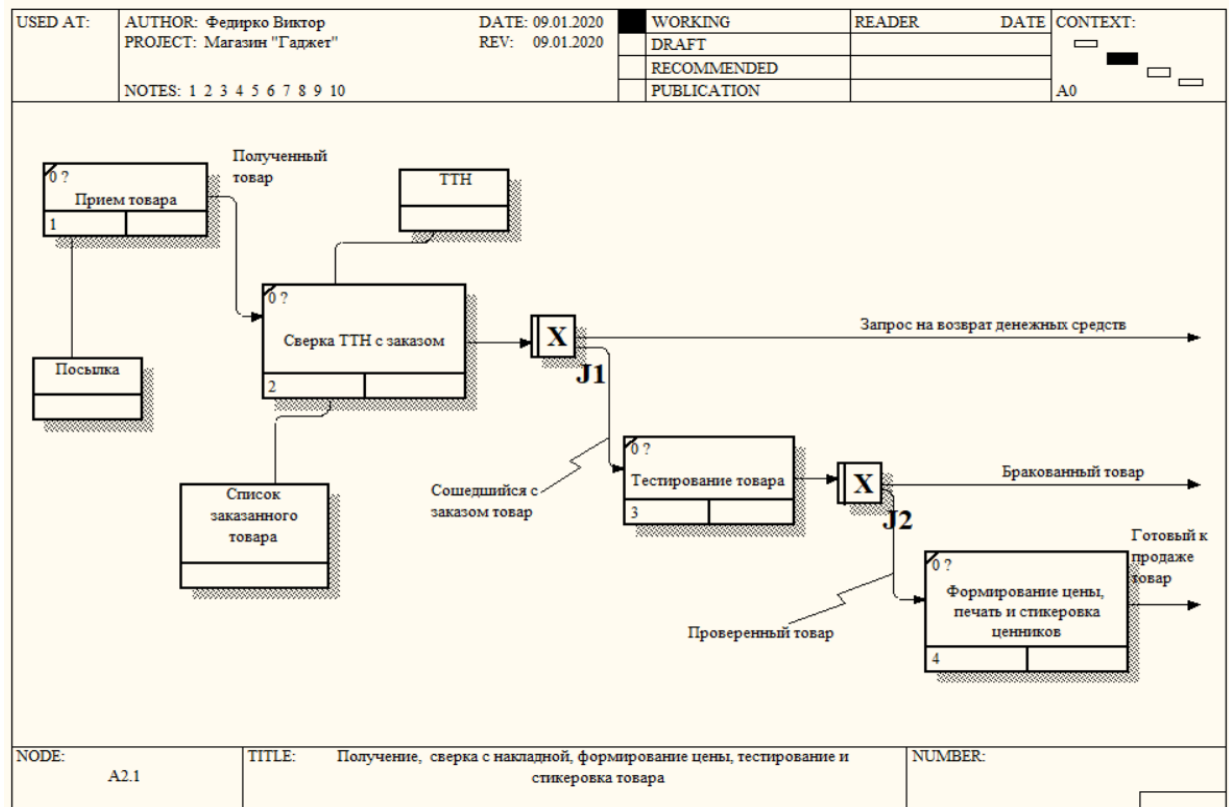 USED AT:
AUTHOR: Федирко Виктор
DATE: 09.01.2020
PROJECT: Магазин "Гаджет"
REV: 09.01.2020
NOTES: 1 2 3 4 5 6 7 8 9 10
WORKING
DRAFT
RECOMMENDED
PUBLICATION
READER DATE
CONTEXT:
A0
0 ?
Прием товара
1
Полученный
товар
ТТН
0 ?
Сверка ТТН с заказом
2
Посылка
X
J1
Запрос на возврат денежных средств
Список
заказанного
товара
Сошедшийся с
заказом товар
0 ?
Тестирование товара
3
X
J2
Бракованный товар
Проверенный товар
0 ?
Формирование цены,
печать и стикеровка
ценников
4
Готовый к
продаже
товар
NODE:
A2.1
TITLE: Получение, сверка с накладной, формирование цены, тестирование и
стикеровка товара
NUMBER: